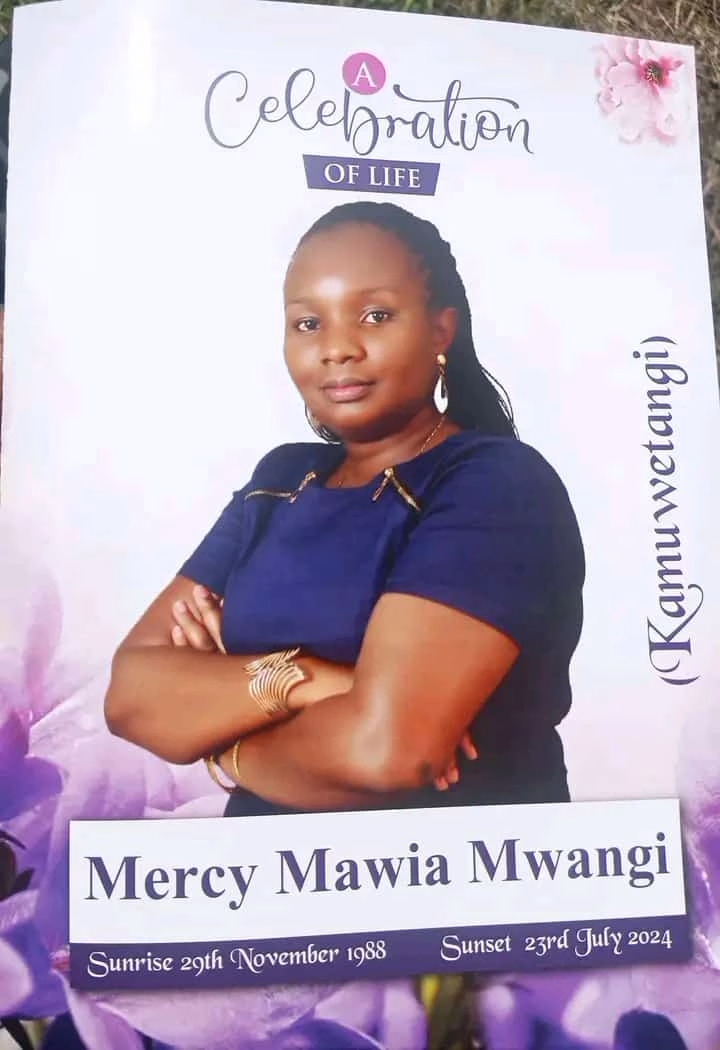 A
Celebration
OF LIFE
(Kamuwetangi)
Mercy Mawia Mwangi
Sunrise 29th November 1988 Sunset 23rd July 2024